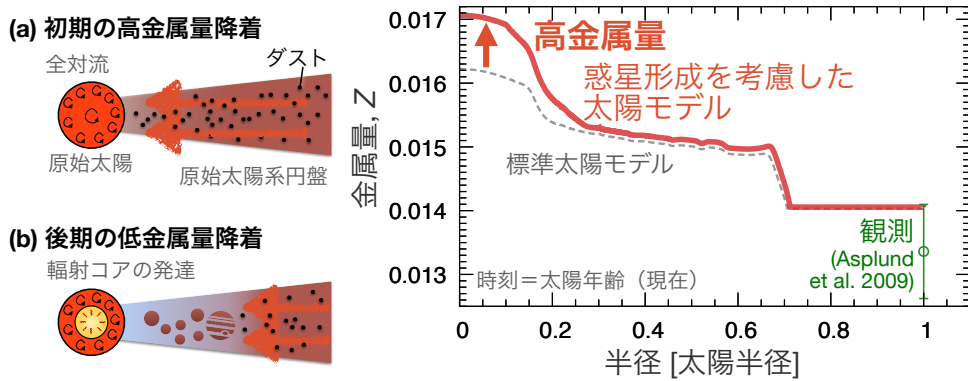 (a) 初期の高金属量降着
全対流
ダスト
原始太陽
原始太陽系円盤
(b) 後期の低金属量降着
輻射コアの発達
金属量, Z
0.017
0.016
0.015
0.014
0.013
高金属量
惑星形成を考慮した
太陽モデル
標準太陽モデル
観測
(Asplund
et al. 2009)
時刻=太陽年齢（現在）
0
0.2
0.4
0.6
0.8
1
半径 [太陽半径]